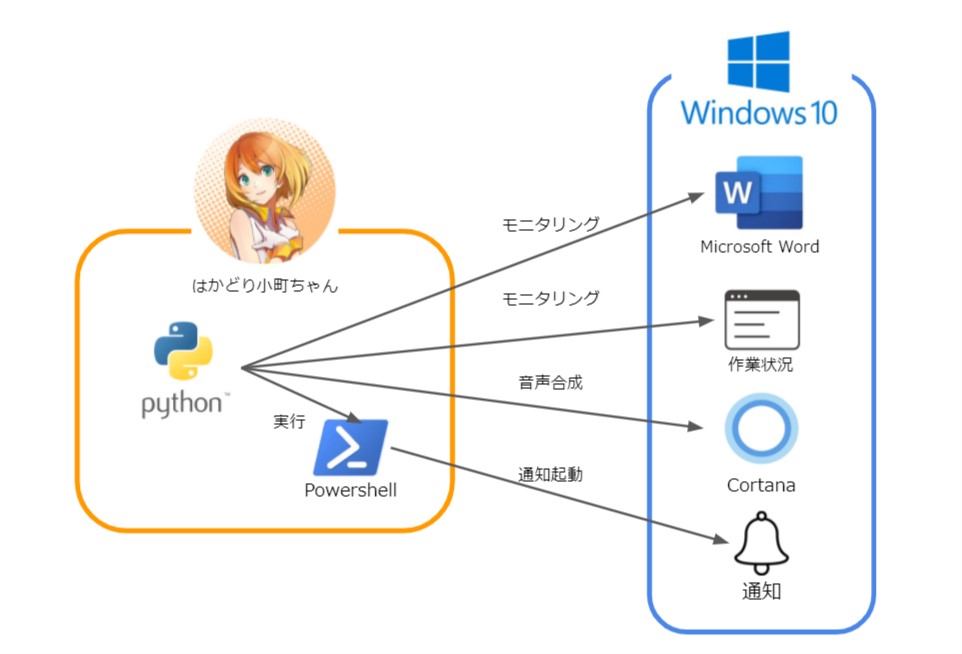 Windows 10
W
Microsoft Word
モニタリング
はかどり小町ちゃん
モニタリング
作業状況
python™
音声合成
実行
Cortana
Powershell
通知起動
通知